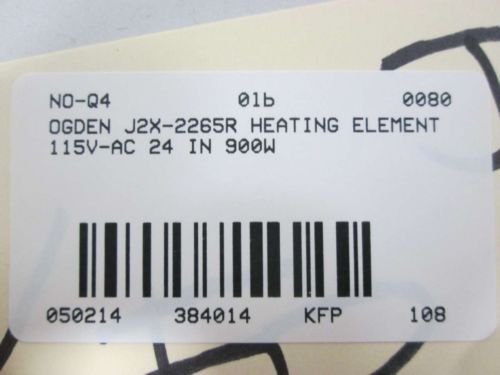 NO-Q4 01b 0080
OGDEN J2X-2265R HEATING ELEMENT
115V-AC 24 IN 900W
050214 384014 KFP 108